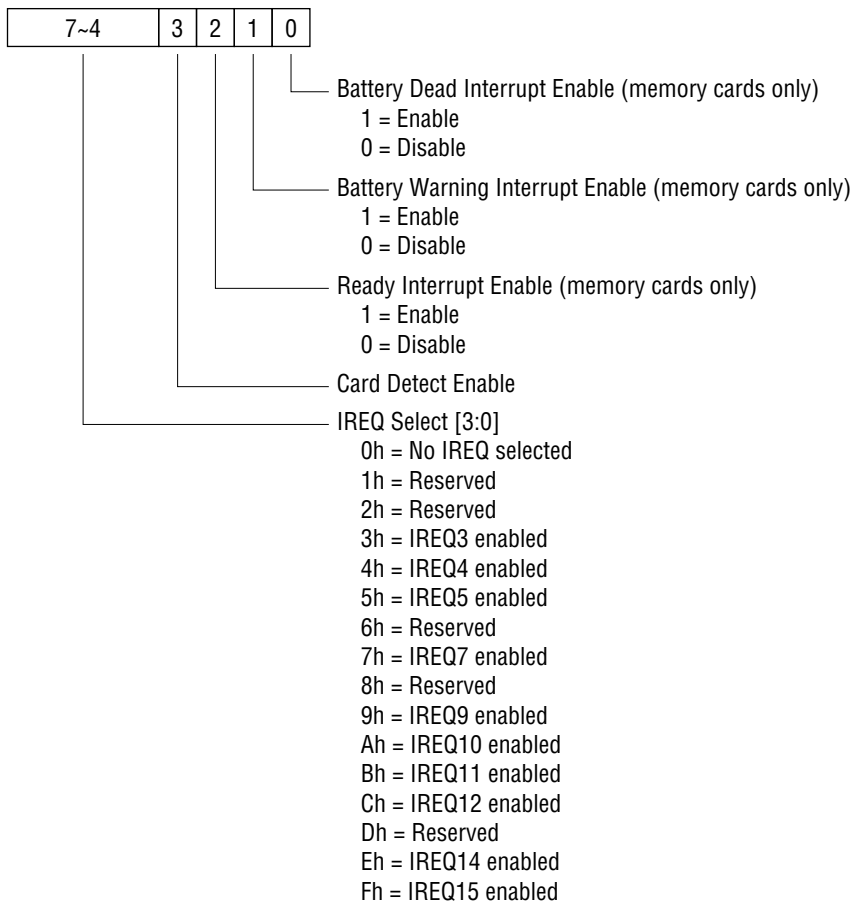 7~4 3 2 1 0
Battery Dead Interrupt Enable (memory cards only)
1 = Enable
0 = Disable
Battery Warning Interrupt Enable (memory cards only)
1 = Enable
0 = Disable
Ready Interrupt Enable (memory cards only)
1 = Enable
0 = Disable
Card Detect Enable
IREQ Select [3:0]
0h = No IREQ selected
1h = Reserved
2h = Reserved
3h = IREQ3 enabled
4h = IREQ4 enabled
5h = IREQ5 enabled
6h = Reserved
7h = IREQ7 enabled
8h = Reserved
9h = IREQ9 enabled
Ah = IREQ10 enabled
Bh = IREQ11 enabled
Ch = IREQ12 enabled
Dh = Reserved
Eh = IREQ14 enabled
Fh = IREQ15 enabled